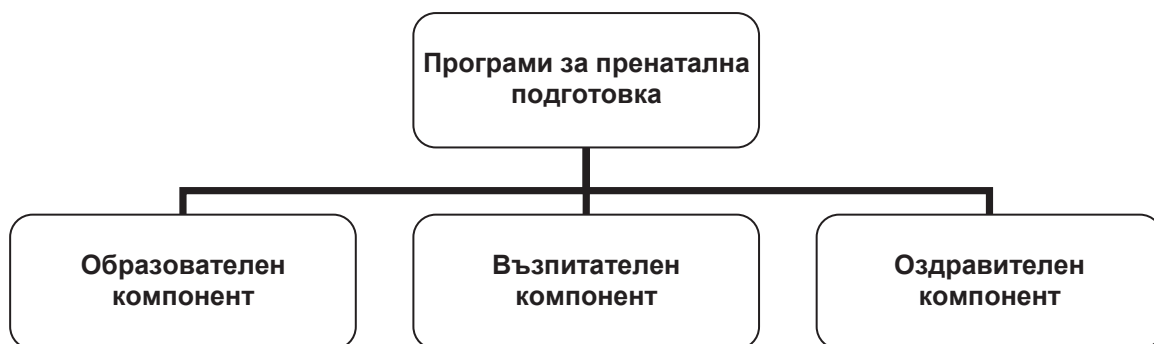 Програми за пренатална
подготовка
Образователен
компонент
Възпитателен
компонент
Оздравителен
компонент